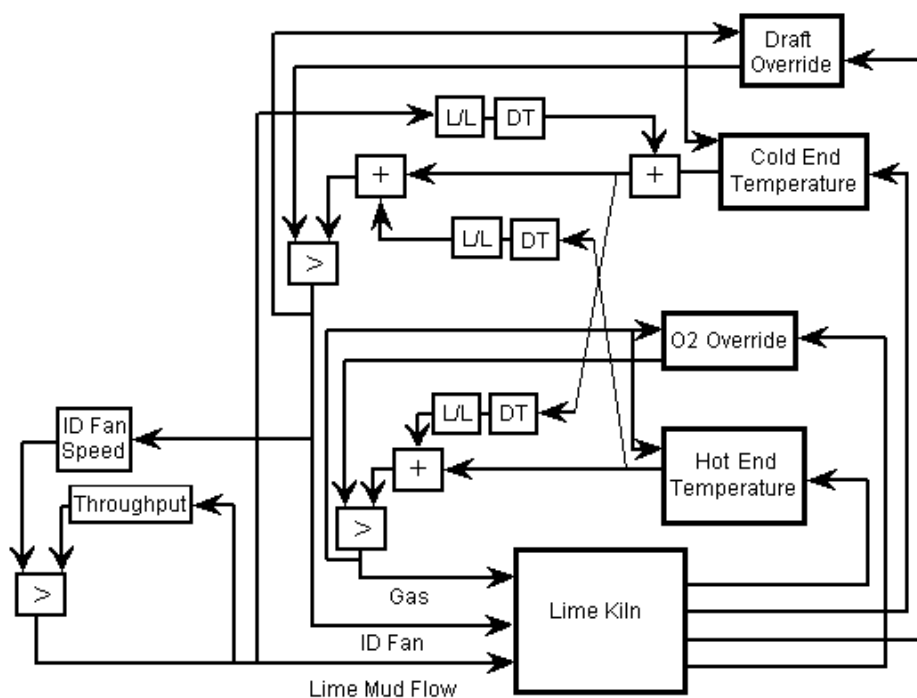 Draft
Override
L/L
DT
Cold End
Temperature
+
+
L/L
DT
>
O2 Override
L/L
DT
ID Fan
Speed
+
Hot End
Temperature
Throughput
>
>
Gas
Lime Kiln
ID Fan
Lime Mud Flow